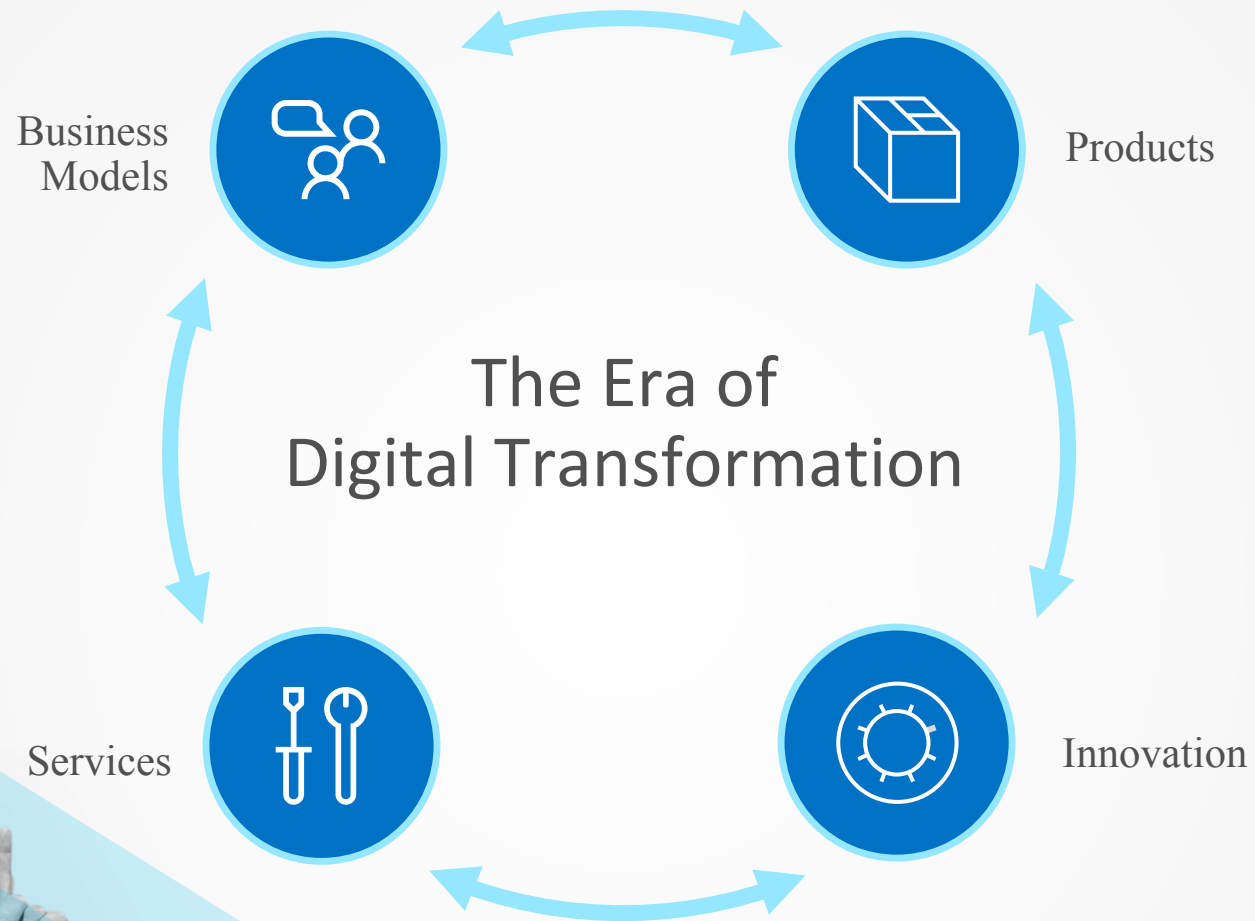 Business
Models
Products
The Era of
Digital Transformation
Services
Innovation